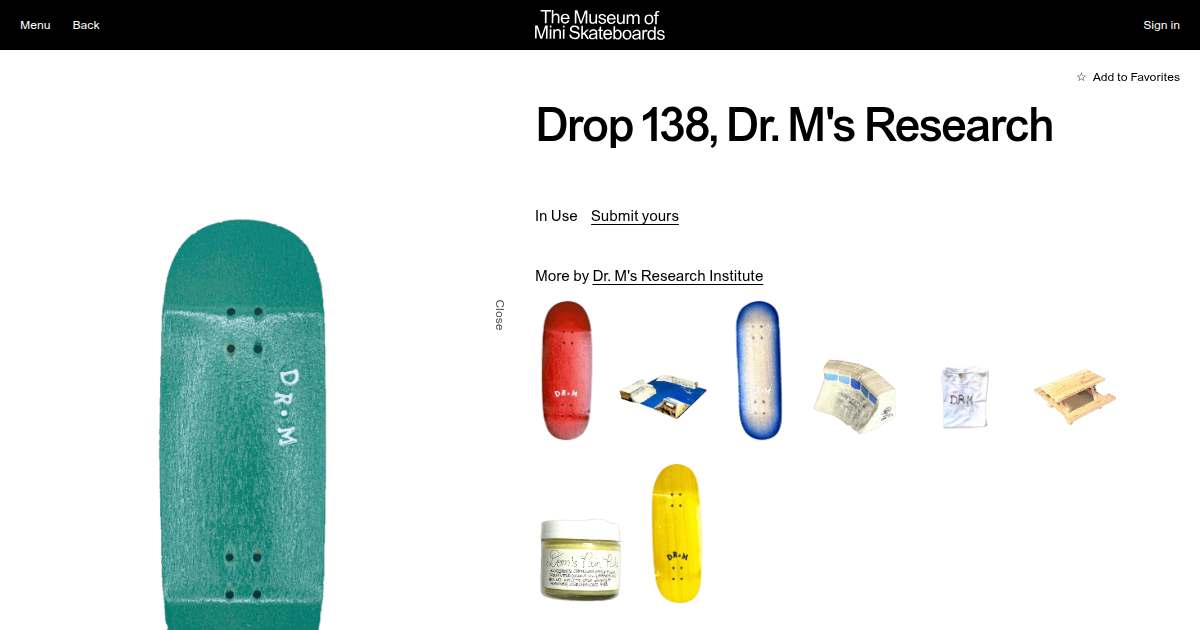 Menu
Back
The Museum of
Mini Skateboards
Sign in
☆ Add to Favorites
Drop 138, Dr. M's Research
In Use
Submit yours
More by Dr. M's Research Institute
Close
DR•M
DR•M
DRM
DR•M